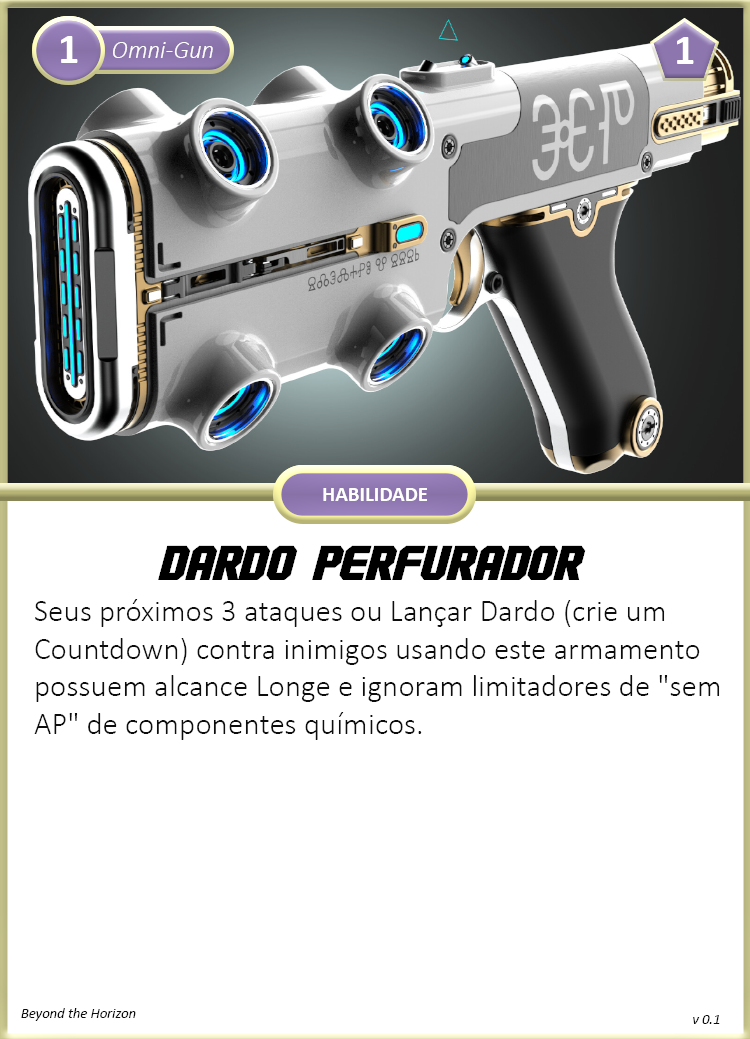 1 Omni-Gun 1
HABILIDADE
DARDO PERFURADOR
Seus próximos 3 ataques ou Lançar Dardo (crie um
Countdown) contra inimigos usando este armamento
possuem alcance Longe e ignoram limitadores de "sem
AP" de componentes químicos.
Beyond the Horizon
v 0.1